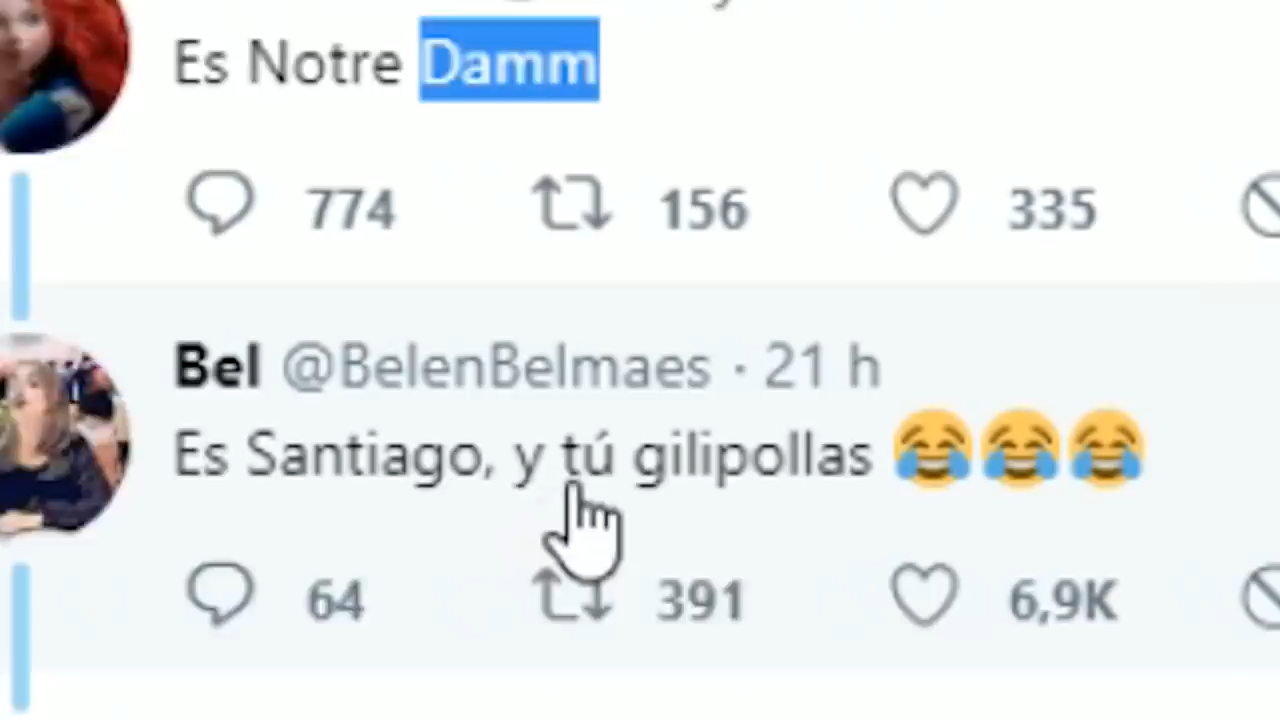 Es Notre Damm
774 156 335
Bel @BelenBelmaes · 21 h
Es Santiago, y tú gilipollas 😂😂😂
64 391 6,9K